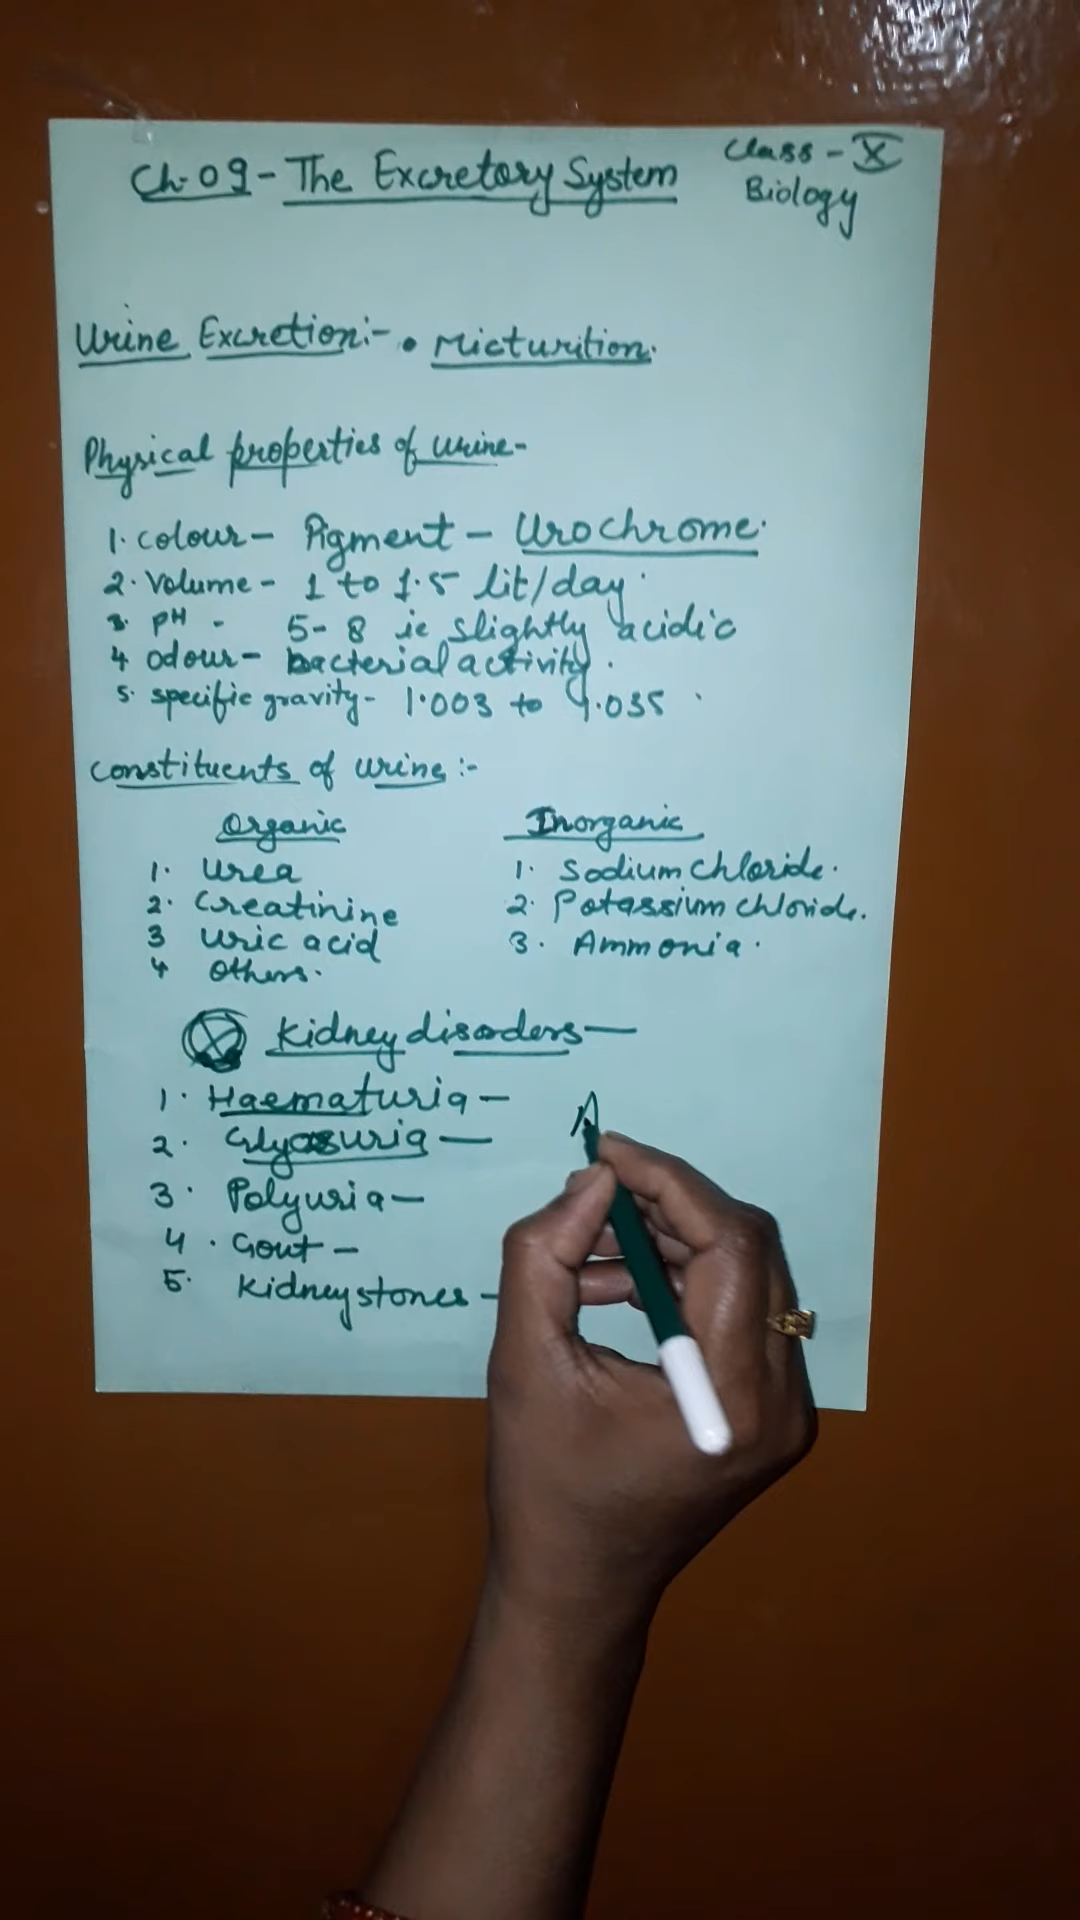 Ch-09 - The Excretory System
Class - X
Biology
Urine Excretion:- • Micturition.
Physical properties of urine-
1. colour - Pigment - Urochrome.
2. Volume - 1 to 1.5 lit/day.
3. pH - 5-8 ie slightly acidic
4 odour - bacterial activity.
5. specific gravity - 1.003 to 1.035
constituents of urine :-
Organic
Inorganic
1. Urea
1. Sodium chloride.
2. Creatinine
2. Potassium chloride.
3 Uric acid
3. Ammonia.
4 others.
Kidney disorders -
1. Haematuria -
2. Glycosuria -
3. Polyuria -
4. Gout -
5. Kidney stones -